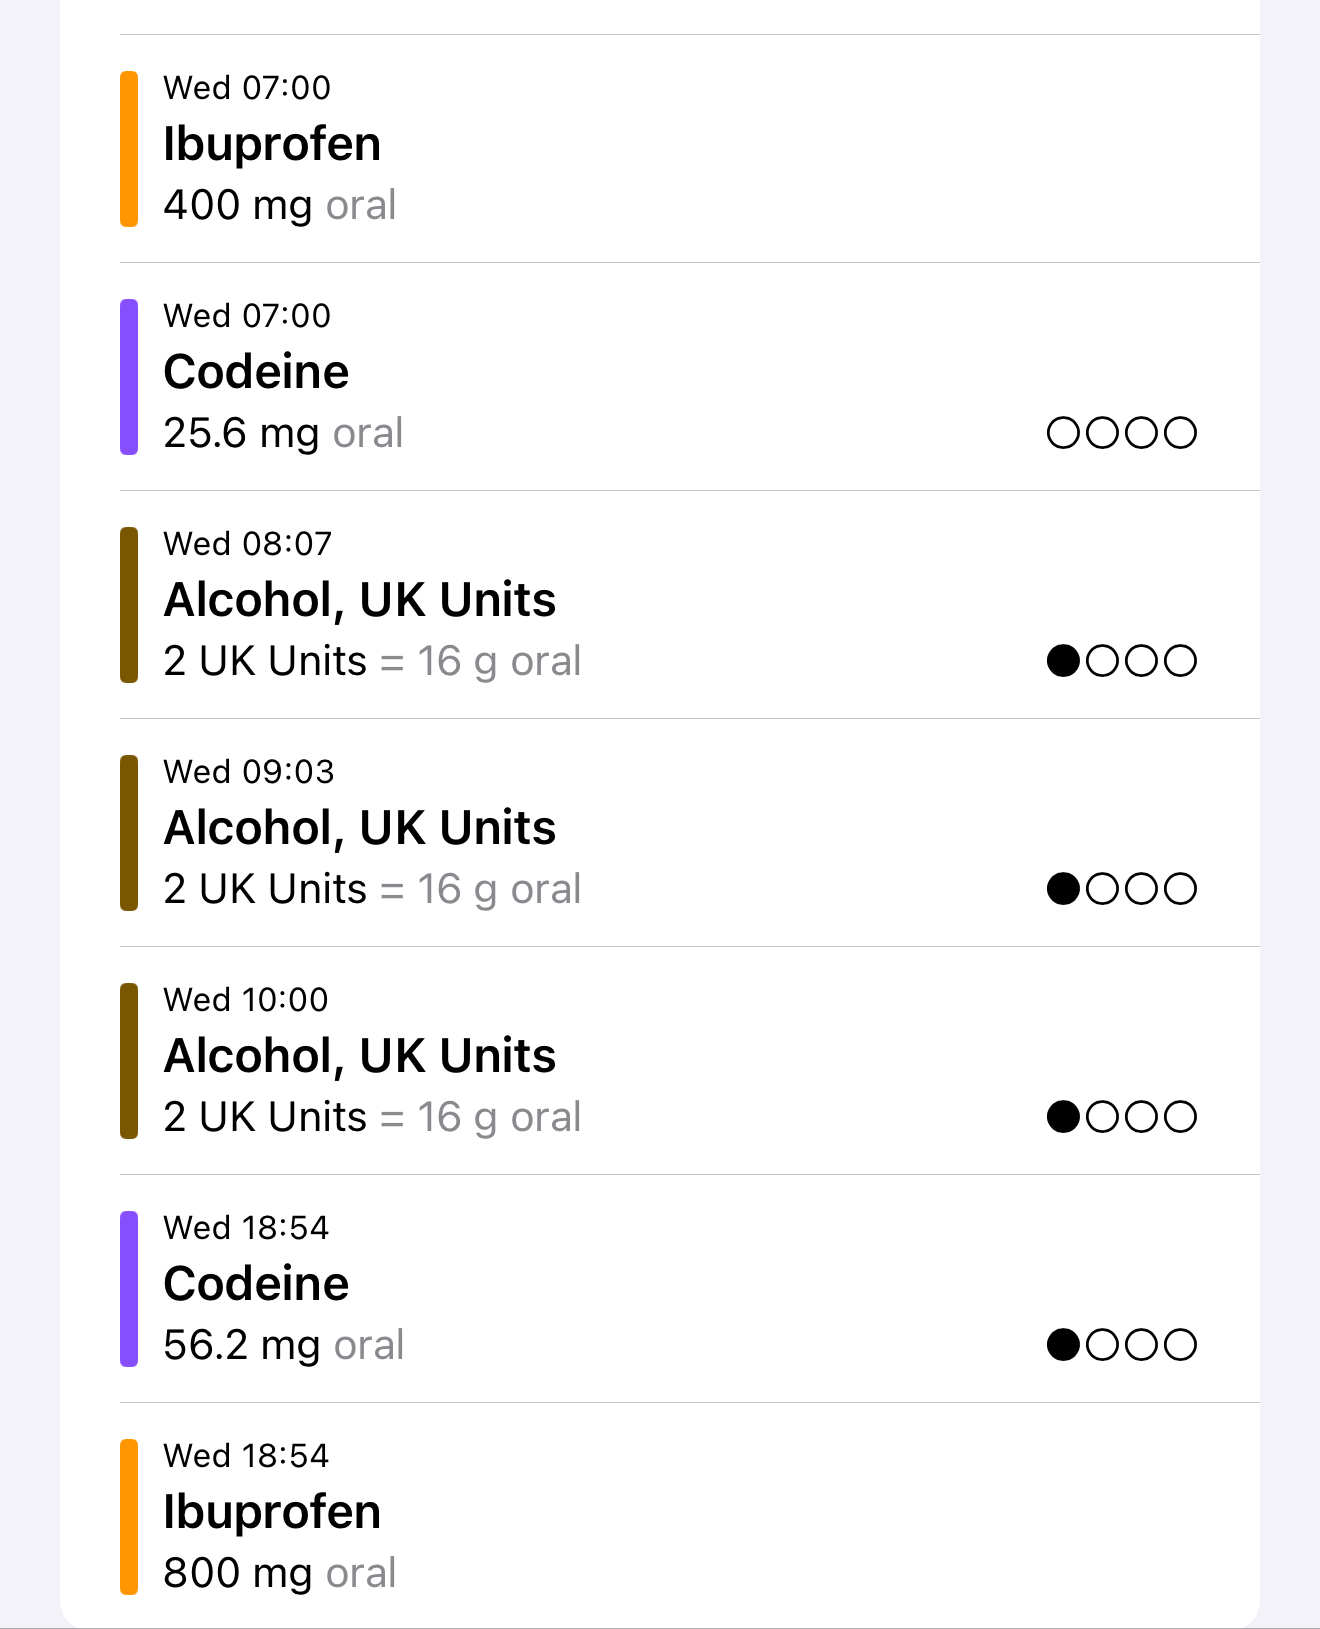 Wed 07:00
Ibuprofen
400 mg oral
Wed 07:00
Codeine
25.6 mg oral
Wed 08:07
Alcohol, UK Units
2 UK Units = 16 g oral
Wed 09:03
Alcohol, UK Units
2 UK Units = 16 g oral
Wed 10:00
Alcohol, UK Units
2 UK Units = 16 g oral
Wed 18:54
Codeine
56.2 mg oral
Wed 18:54
Ibuprofen
800 mg oral